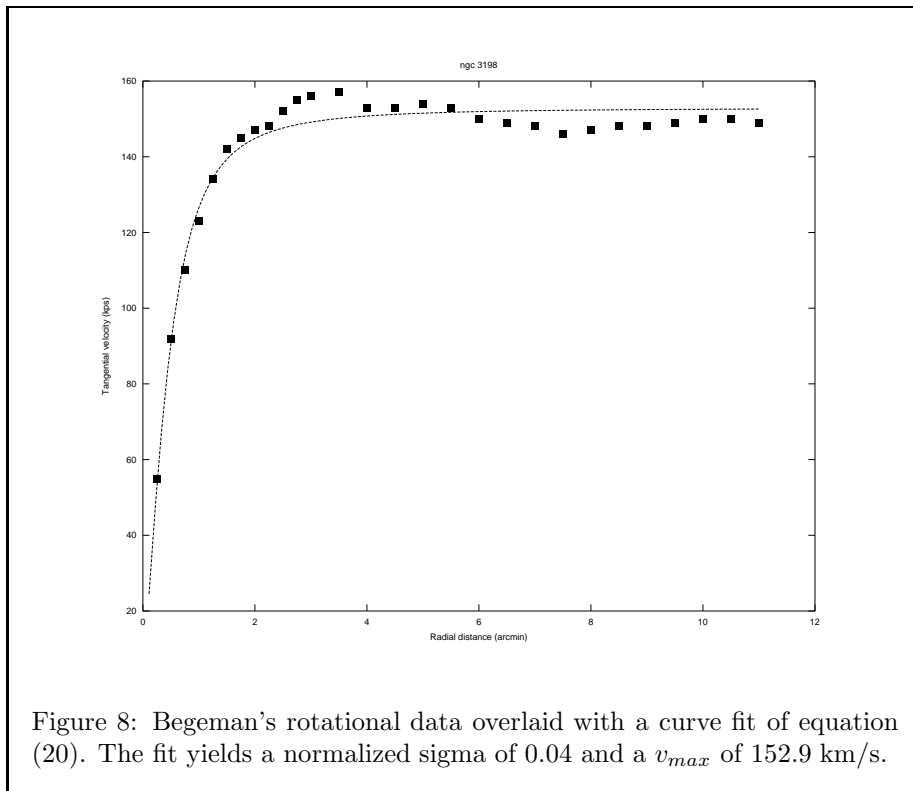 ngc 3198
160
140
120
100
80
60
40
20
Tangential velocity (kps)
0 2 4 6 8 10 12
Radial distance (arcmin)
Figure 8: Begeman's rotational data overlaid with a curve fit of equation
(20). The fit yields a normalized sigma of 0.04 and a v_max of 152.9 km/s.